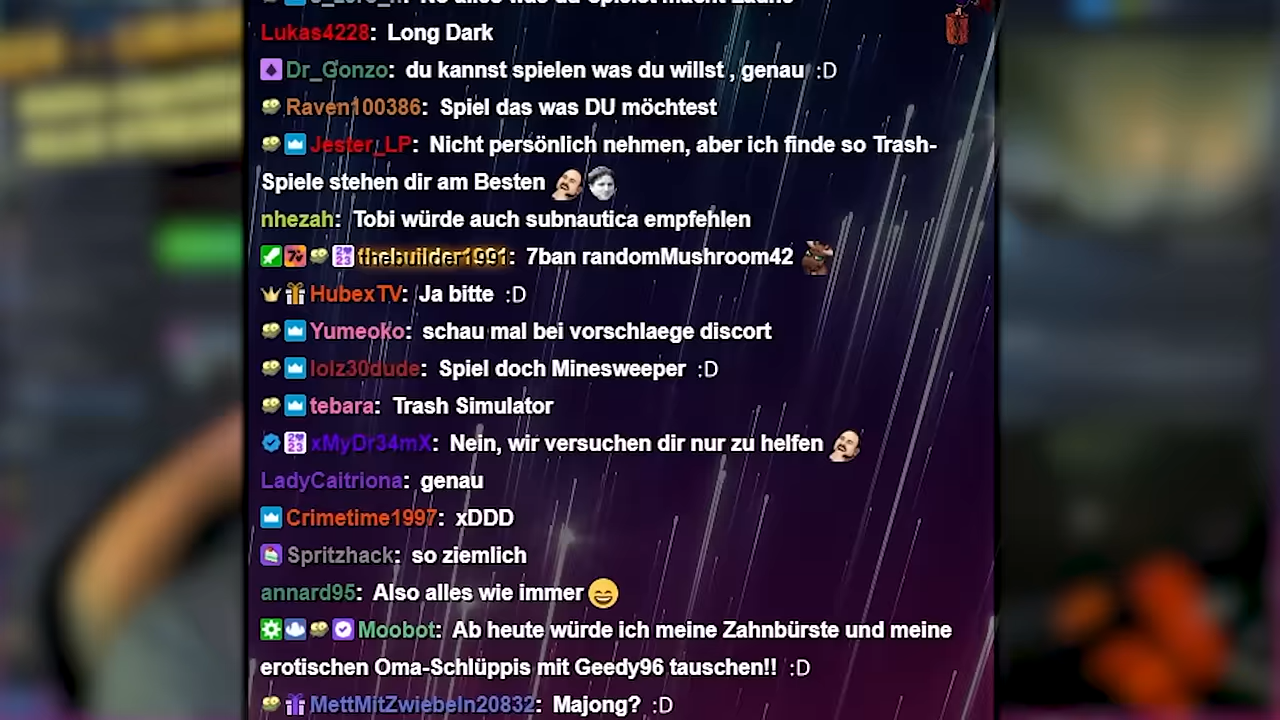 Lukas4228: Long Dark
Dr_Gonzo: du kannst spielen was du willst , genau :D
Raven100386: Spiel das was DU möchtest
Jester_LP: Nicht persönlich nehmen, aber ich finde so Trash-
Spiele stehen dir am Besten
nhezah: Tobi würde auch subnautica empfehlen
thebuilder1991: 7ban randomMushroom42
HubexTV: Ja bitte :D
Yumeoko: schau mal bei vorschlaege discort
lolz30dude: Spiel doch Minesweeper :D
tebara: Trash Simulator
xMyDr34mX: Nein, wir versuchen dir nur zu helfen
LadyCaitriona: genau
Crimetime1997: xDDD
Spritzhack: so ziemlich
annard95: Also alles wie immer 😄
Moobot: Ab heute würde ich meine Zahnbürste und meine
erotischen Oma-Schlüppis mit Geedy96 tauschen!! :D
MettMitZwiebeln20832: Majong? :D